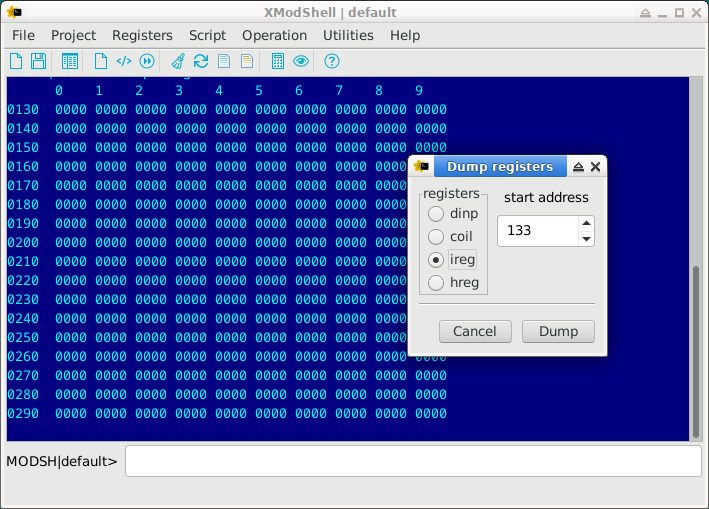 XModShell | default
File Project Registers Script Operation Utilities Help
0 1 2 3 4 5 6 7 8 9
0130 0000 0000 0000 0000 0000 0000 0000 0000 0000 0000
0140 0000 0000 0000 0000 0000 0000 0000 0000 0000 0000
0150 0000 0000 0000 0000 0000 0000 0000 0000 0000
0160 0000 0000 0000 0000 0000 0000 0000 0000 0000
0170 0000 0000 0000 0000 0000 0000 0000 0000 0000
0180 0000 0000 0000 0000 0000 0000 0000 0000 0000
0190 0000 0000 0000 0000 0000 0000 0000 0000 0000
0200 0000 0000 0000 0000 0000 0000 0000 0000 0000
0210 0000 0000 0000 0000 0000 0000 0000 0000 0000
0220 0000 0000 0000 0000 0000 0000 0000 0000 0000
0230 0000 0000 0000 0000 0000 0000 0000 0000 0000
0240 0000 0000 0000 0000 0000 0000 0000 0000 0000
0250 0000 0000 0000 0000 0000 0000 0000 0000 0000
0260 0000 0000 0000 0000 0000 0000 0000 0000 0000 0000
0270 0000 0000 0000 0000 0000 0000 0000 0000 0000 0000
0280 0000 0000 0000 0000 0000 0000 0000 0000 0000 0000
0290 0000 0000 0000 0000 0000 0000 0000 0000 0000 0000
Dump registers
registers
dinp
coil
ireg
hreg
start address
133
Cancel Dump
MODSH|default>